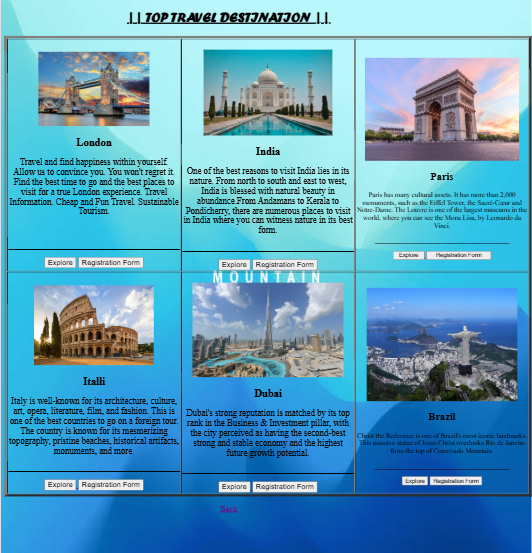 || TOP TRAVEL DESTINATION ||
London
Travel and find happiness within yourself.
Allow us to convince you. You won't regret it.
Find the best time to go and the best places to
visit for a true London experience. Travel
Information. Cheap and Fun Travel. Sustainable
Tourism.
Explore Registration Form
India
One of the best reasons to visit India lies in its
nature. From north to south and east to west,
India is blessed with natural beauty in
abundance.From Andamans to Kerala to
Pondicherry, there are numerous places to visit
in India where you can witness nature in its best
form.
Explore Registration Form
Paris
Paris has many cultural assets. It has more than 2,000
monuments, such as the Eiffel Tower, the Sacré-Cœur and
Notre-Dame. The Louvre is one of the largest museums in the
world, where you can see the Mona Lisa, by Leonardo da
Vinci.
Explore Registration Form
MOUNTAIN
Italli
Italy is well-known for its architecture, culture,
art, opera, literature, film, and fashion. This is
one of the best countries to go on a foreign tour.
The country is known for its mesmerizing
topography, pristine beaches, historical artifacts,
monuments, and more.
Explore Registration Form
Dubai
Dubai's strong reputation is matched by its top
rank in the Business & Investment pillar, with
the city perceived as having the second-best
strong and stable economy and the highest
future growth potential.
Explore Registration Form
Brazil
Christ the Redeemer is one of Brazil's most iconic landmarks.
This massive statue of Jesus Christ overlooks Rio de Janeiro
from the top of Corcovado Mountain.
Explore Registration Form
Back